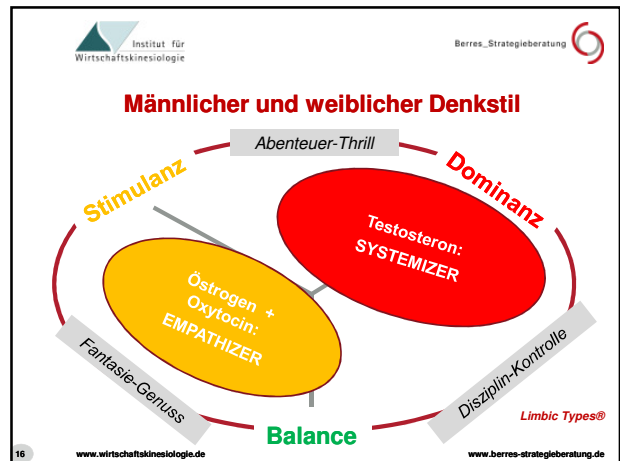 Institut für
Wirtschaftskinesiologie
Berres_Strategieberatung
Männlicher und weiblicher Denkstil
Abenteuer-Thrill
Stimulanz
Dominanz
Testosteron:
SYSTEMIZER
Östrogen +
Oxytocin:
EMPATHIZER
Fantasie-Genuss
Disziplin-Kontrolle
Limbic Types®
Balance
16
www.wirtschaftskinesiologie.de
www.berres-strategieberatung.de